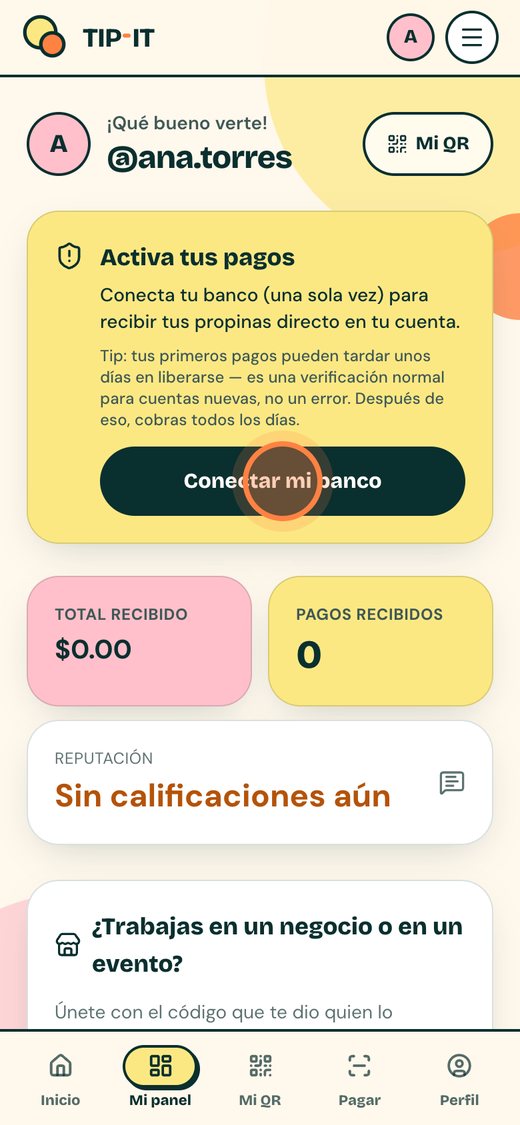 TIP-IT
A
A
¡Qué bueno verte!
@ana.torres
Mi QR
Activa tus pagos
Conecta tu banco (una sola vez) para
recibir tus propinas directo en tu cuenta.
Tip: tus primeros pagos pueden tardar unos
días en liberarse — es una verificación normal
para cuentas nuevas, no un error. Después de
eso, cobras todos los días.
Conectar mi banco
TOTAL RECIBIDO
$0.00
PAGOS RECIBIDOS
0
REPUTACIÓN
Sin calificaciones aún
¿Trabajas en un negocio o en un
evento?
Únete con el código que te dio quien lo
Inicio
Mi panel
Mi QR
Pagar
Perfil